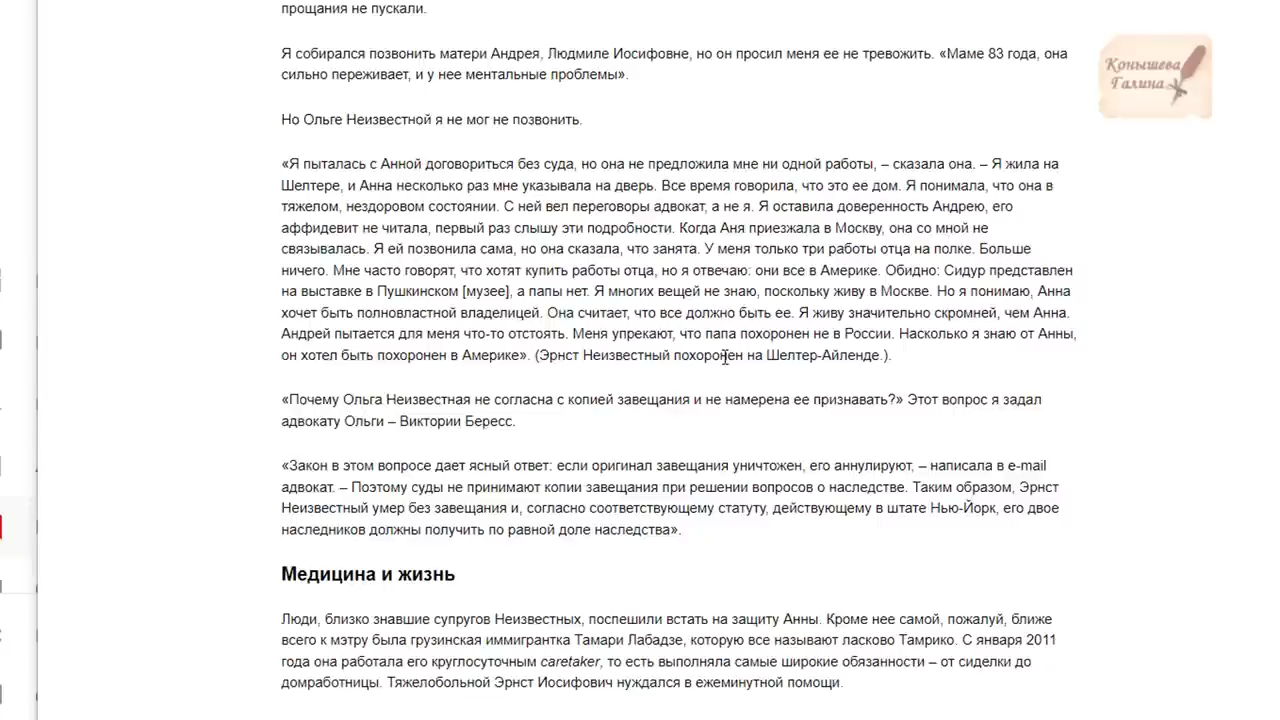 прощания не пускали.
Я собирался позвонить матери Андрея, Людмиле Иосифовне, но он просил меня ее не тревожить. «Маме 83 года, она
сильно переживает, и у нее ментальные проблемы».
Но Ольге Неизвестной я не мог не позвонить.
«Я пыталась с Анной договориться без суда, но она не предложила мне ни одной работы, – сказала она. – Я жила на
Шелтере, и Анна несколько раз мне указывала на дверь. Все время говорила, что это ее дом. Я понимала, что она в
тяжелом, нездоровом состоянии. С ней вел переговоры адвокат, а не я. Я оставила доверенность Андрею, его
аффидевит не читала, первый раз слышу эти подробности. Когда Аня приезжала в Москву, она со мной не
связывалась. Я ей позвонила сама, но она сказала, что занята. У меня только три работы отца на полке. Больше
ничего. Мне часто говорят, что хотят купить работы отца, но я отвечаю: они все в Америке. Обидно: Сидур представлен
на выставке в Пушкинском [музее], а папы нет. Я многих вещей не знаю, поскольку живу в Москве. Но я понимаю, Анна
хочет быть полновластной владелицей. Она считает, что все должно быть ее. Я живу значительно скромней, чем Анна.
Андрей пытается для меня что-то отстоять. Меня упрекают, что папа похоронен не в России. Насколько я знаю от Анны,
он хотел быть похоронен в Америке». (Эрнст Неизвестный похоронен на Шелтер-Айленде.).
«Почему Ольга Неизвестная не согласна с копией завещания и не намерена ее признавать?» Этот вопрос я задал
адвокату Ольги – Виктории Бересс.
«Закон в этом вопросе дает ясный ответ: если оригинал завещания уничтожен, его аннулируют, – написала в e-mail
адвокат. – Поэтому суды не принимают копии завещания при решении вопросов о наследстве. Таким образом, Эрнст
Неизвестный умер без завещания и, согласно соответствующему статуту, действующему в штате Нью-Йорк, его двое
наследников должны получить по равной доле наследства».
Медицина и жизнь
Люди, близко знавшие супругов Неизвестных, поспешили встать на защиту Анны. Кроме нее самой, пожалуй, ближе
всего к мэтру была грузинская иммигрантка Тамари Лабадзе, которую все называют ласково Тамрико. С января 2011
года она работала его круглосуточным caretaker, то есть выполняла самые широкие обязанности – от сиделки до
домработницы. Тяжелобольной Эрнст Иосифович нуждался в ежеминутной помощи.
Конышева
Галина